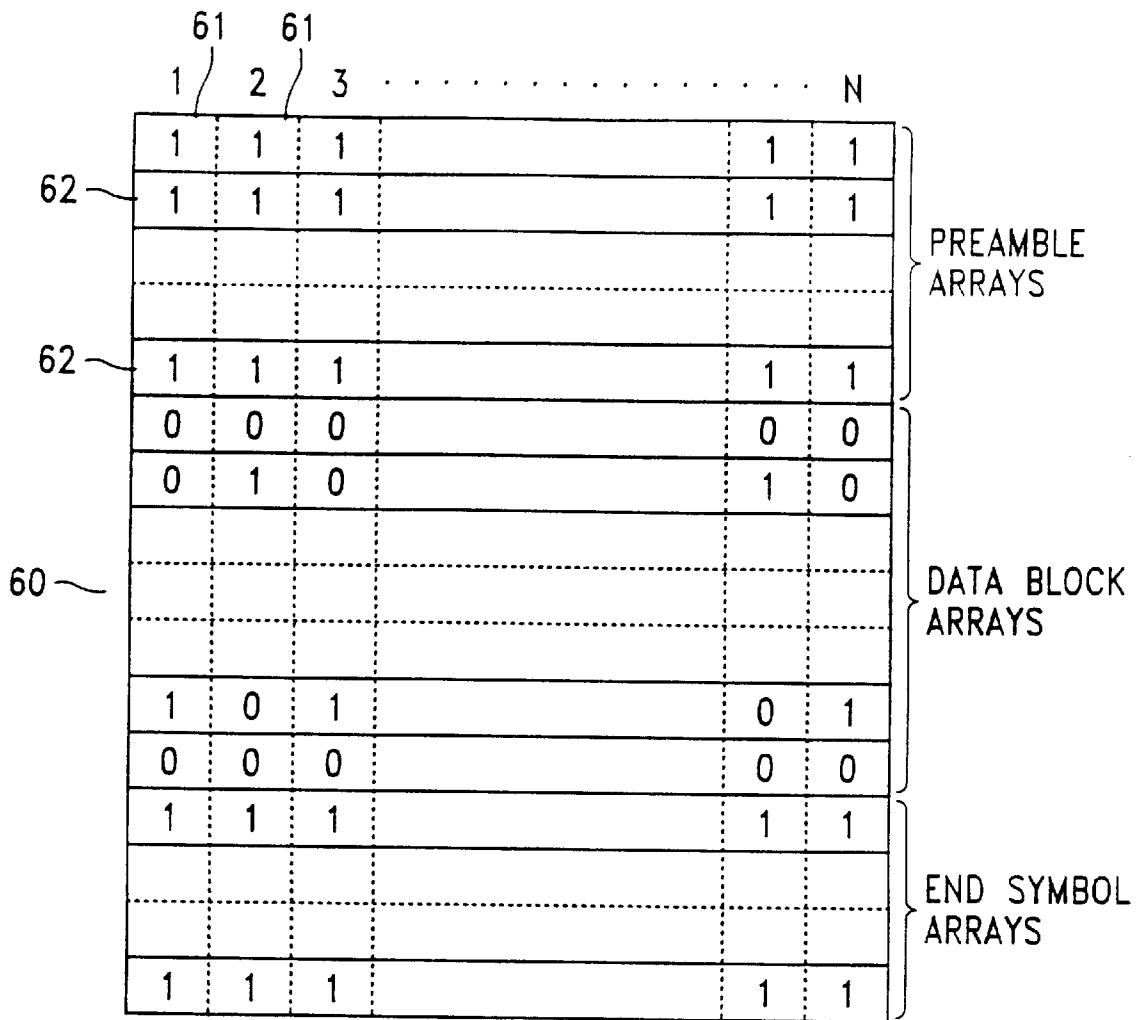 61 61
1 2 3 . . . . . . . . . . . . . . . N
1 1 1 1 1
62 1 1 1 1 1
PREAMBLE
ARRAYS
62 1 1 1 1 1
0 0 0 0 0
0 1 0 1 0
60
DATA BLOCK
ARRAYS
1 0 1 0 1
0 0 0 0 0
1 1 1 1 1
END SYMBOL
ARRAYS
1 1 1 1 1